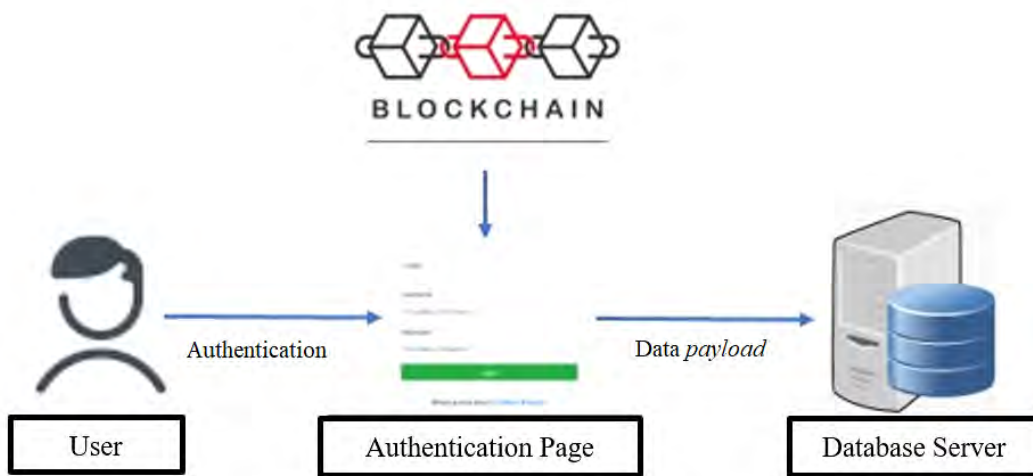 BLOCKCHAIN
Authentication
Data payload
User
Authentication Page
Database Server